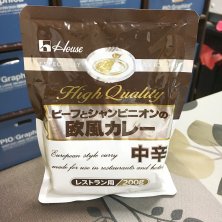 House
High Quality
ビーフとシャンピニオンの
欧風カレー
European style curry
made for use in restaurants and hotel
中辛
レストラン用/200g